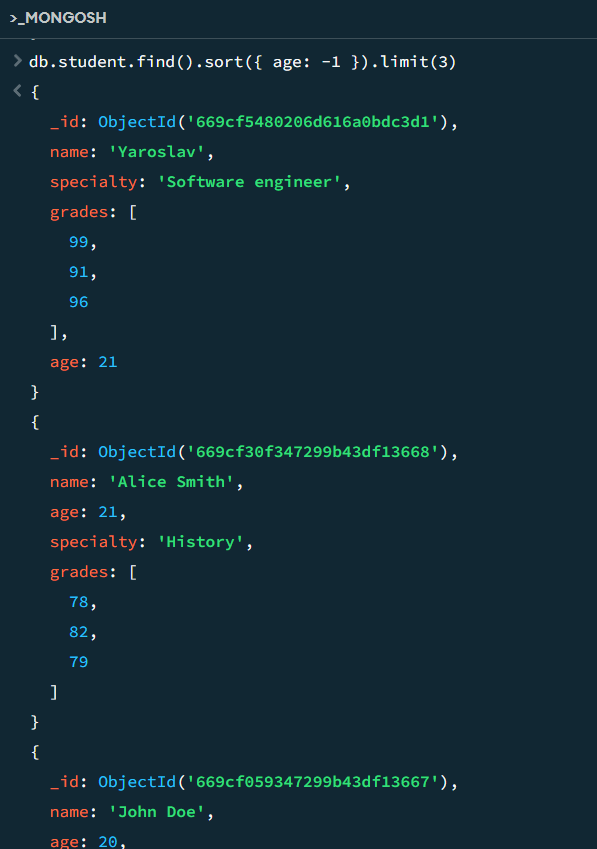 >_MONGOSH
> db.student.find().sort({ age: -1 }).limit(3)
< {
_id: ObjectId('669cf5480206d616a0bdc3d1'),
name: 'Yaroslav',
specialty: 'Software engineer',
grades: [
99,
91,
96
],
age: 21
}
{
_id: ObjectId('669cf30f347299b43df13668'),
name: 'Alice Smith',
age: 21,
specialty: 'History',
grades: [
78,
82,
79
]
}
{
_id: ObjectId('669cf059347299b43df13667'),
name: 'John Doe',
age: 20,